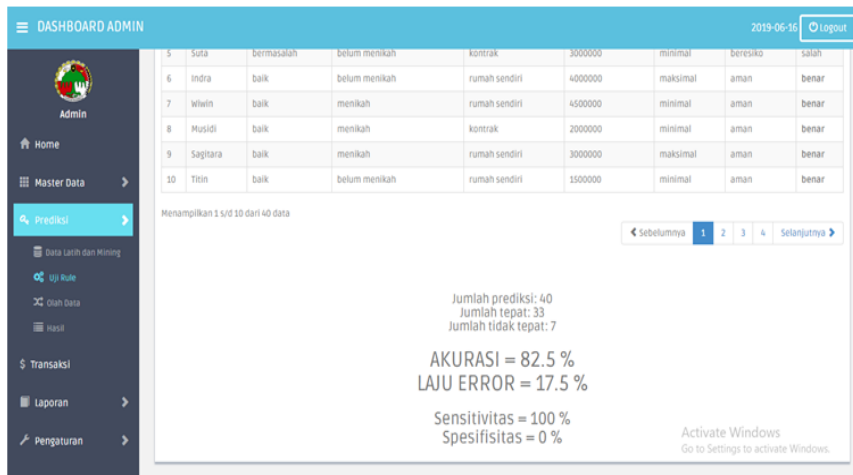 DASHBOARD ADMIN
2019-06-16 Logout
Admin
Home
Master Data
Prediksi
Data Latih dan Mining
Uji Rule
Olah Data
Hasil
$ Transaksi
Laporan
Pengaturan
5 Suta bermasalah belum menikah kontrak 3000000 minimal beresiko salah
6 Indra baik belum menikah rumah sendiri 4000000 maksimal aman benar
7 Wiwin baik menikah rumah sendiri 4500000 minimal aman benar
8 Musidi baik menikah kontrak 2000000 minimal aman benar
9 Sagitara baik menikah rumah sendiri 3000000 maksimal aman benar
10 Titin baik belum menikah rumah sendiri 1500000 minimal aman benar
Menampilkan 1 s/d 10 dari 40 data
Sebelumnya 1 2 3 4 Selanjutnya
Jumlah prediksi: 40
Jumlah tepat: 33
Jumlah tidak tepat: 7
AKURASI = 82.5 %
LAJU ERROR = 17.5 %
Sensitivitas = 100 %
Spesifisitas = 0 %
Activate Windows
Go to Settings to activate Windows.